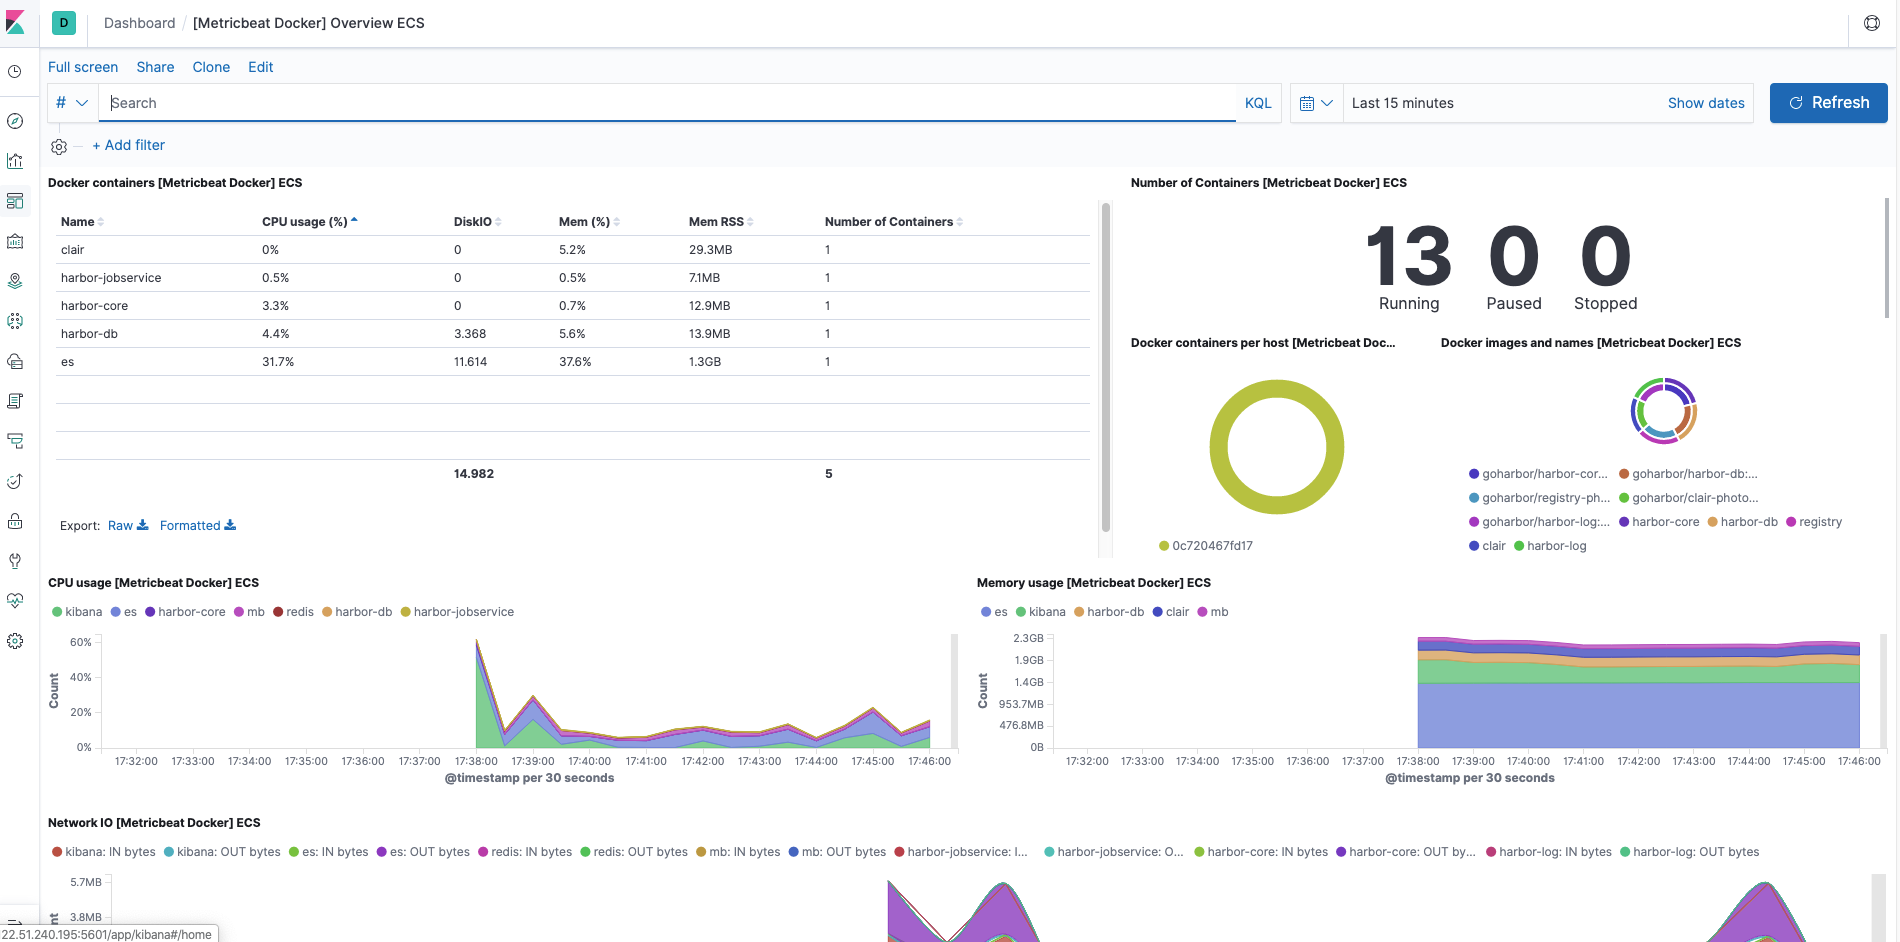 D Dashboard / [Metricbeat Docker] Overview ECS
Full screen Share Clone Edit
# Search KQL Last 15 minutes Show dates Refresh
+ Add filter
Docker containers [Metricbeat Docker] ECS
Name CPU usage (%) DiskIO Mem (%) Mem RSS Number of Containers
clair 0% 0 5.2% 29.3MB 1
harbor-jobservice 0.5% 0 0.5% 7.1MB 1
harbor-core 3.3% 0 0.7% 12.9MB 1
harbor-db 4.4% 3.368 5.6% 13.9MB 1
es 31.7% 11.614 37.6% 1.3GB 1
14.982 5
Export: Raw Formatted
Number of Containers [Metricbeat Docker] ECS
13 0 0
Running Paused Stopped
Docker containers per host [Metricbeat Doc...
0c720467fd17
Docker images and names [Metricbeat Docker] ECS
goharbor/harbor-cor... goharbor/harbor-db:...
goharbor/registry-ph... goharbor/clair-photo...
goharbor/harbor-log:... harbor-core harbor-db registry
clair harbor-log
CPU usage [Metricbeat Docker] ECS
kibana es harbor-core mb redis harbor-db harbor-jobservice
60%
40%
20%
0%
Count
17:32:00 17:33:00 17:34:00 17:35:00 17:36:00 17:37:00 17:38:00 17:39:00 17:40:00 17:41:00 17:42:00 17:43:00 17:44:00 17:45:00 17:46:00
@timestamp per 30 seconds
Memory usage [Metricbeat Docker] ECS
es kibana harbor-db clair mb
2.3GB
1.9GB
1.4GB
953.7MB
476.8MB
0B
Count
17:32:00 17:33:00 17:34:00 17:35:00 17:36:00 17:37:00 17:38:00 17:39:00 17:40:00 17:41:00 17:42:00 17:43:00 17:44:00 17:45:00 17:46:00
@timestamp per 30 seconds
Network IO [Metricbeat Docker] ECS
kibana: IN bytes kibana: OUT bytes es: IN bytes es: OUT bytes redis: IN bytes redis: OUT bytes mb: IN bytes mb: OUT bytes harbor-jobservice: I... harbor-jobservice: O... harbor-core: IN bytes harbor-core: OUT by... harbor-log: IN bytes harbor-log: OUT bytes
5.7MB
3.8MB
22.51.240.195:5601/app/kibana#/home